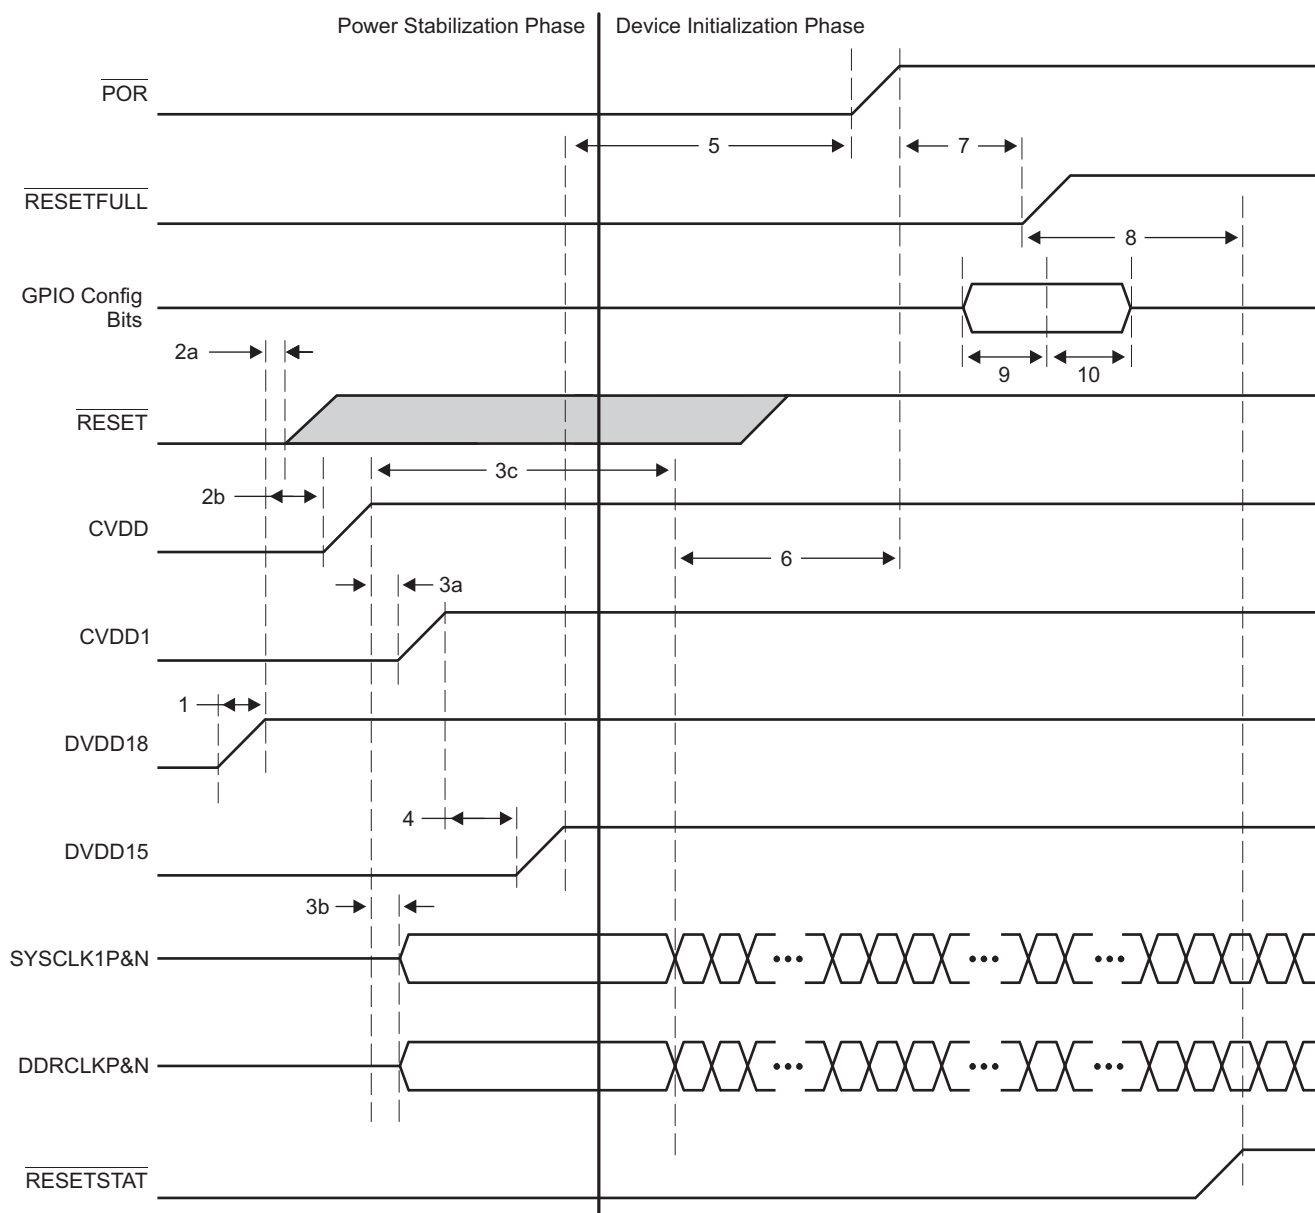 Power Stabilization Phase
Device Initialization Phase
POR
5
7
RESETFULL
8
GPIO Config
Bits
2a
9
10
RESET
3c
2b
CVDD
6
3a
CVDD1
1
DVDD18
4
DVDD15
3b
SYSCLK1P&N
DDRCLKP&N
RESETSTAT